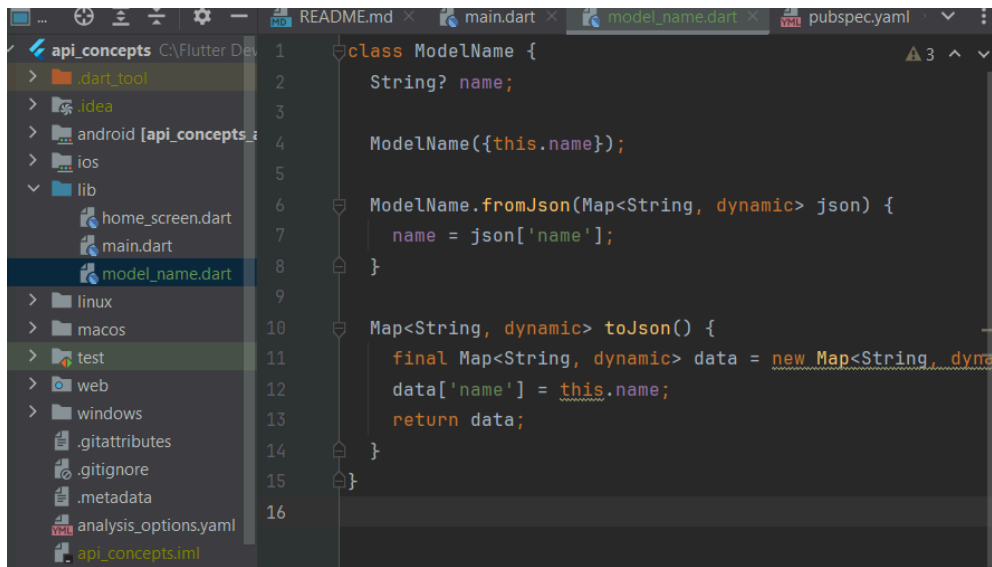 ...
README.md
main.dart
model_name.dart
pubspec.yaml
api_concepts C:\Flutter Dev
.dart_tool
.idea
android [api_concepts_a
ios
lib
home_screen.dart
main.dart
model_name.dart
linux
macos
test
web
windows
.gitattributes
.gitignore
.metadata
analysis_options.yaml
api_concepts.iml
3
1 class ModelName {
2 String? name;
3
4 ModelName({this.name});
5
6 ModelName.fromJson(Map<String, dynamic> json) {
7 name = json['name'];
8 }
9
10 Map<String, dynamic> toJson() {
11 final Map<String, dynamic> data = new Map<String, dyna
12 data['name'] = this.name;
13 return data;
14 }
15 }
16